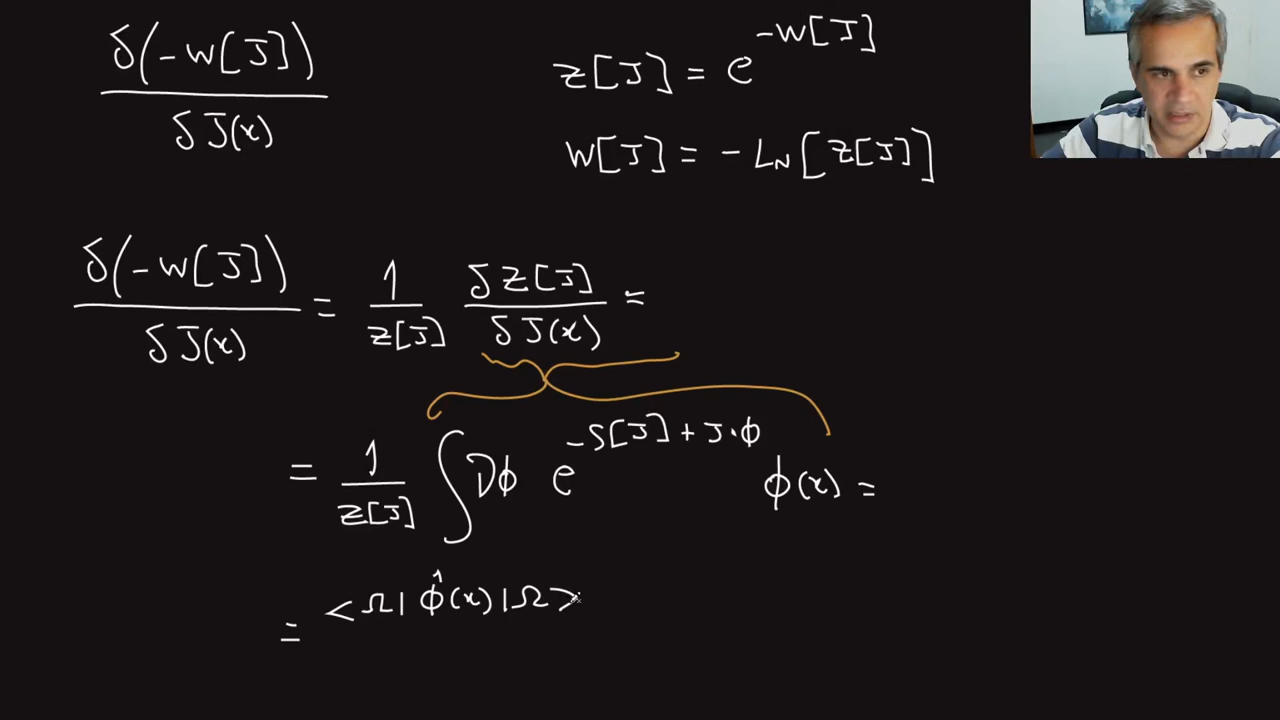 δ(-W[J]) / δJ(x)
Z[J] = e^{-W[J]}
W[J] = - LN [Z[J]]
δ(-W[J]) / δJ(x) = 1 / Z[J] δZ[J] / δJ(x) =
= 1 / Z[J] ∫ Dϕ e^{-S[J] + J·ϕ} ϕ(x) =
= <Ω| ϕ̂(x) |Ω>